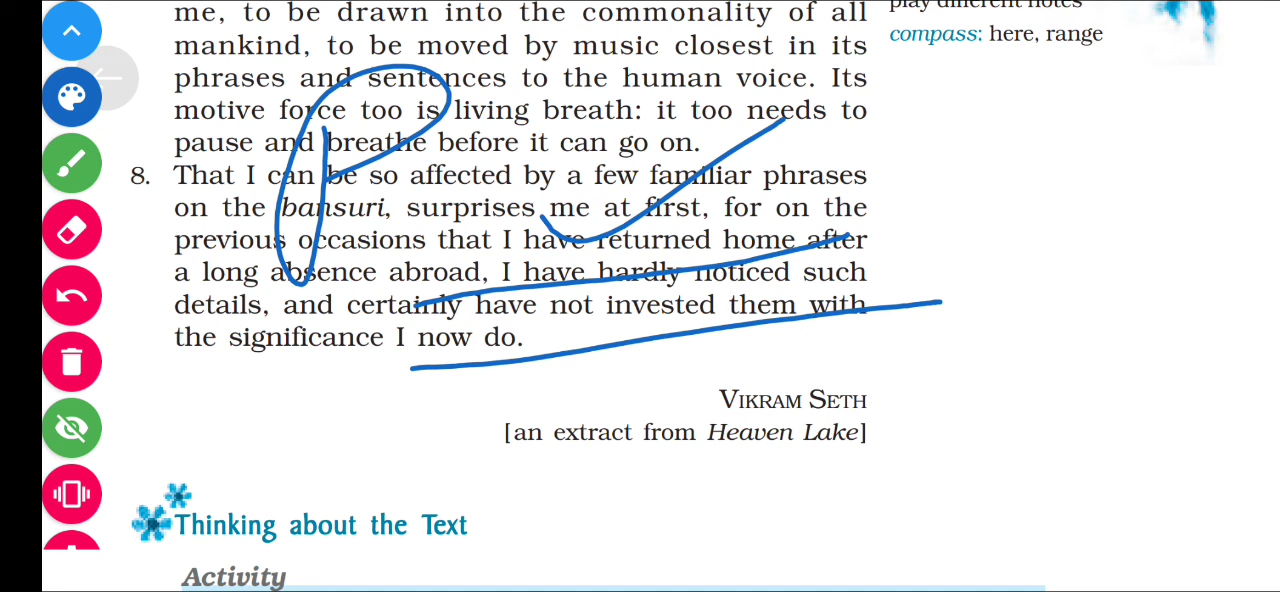 me, to be drawn into the commonality of all
mankind, to be moved by music closest in its
phrases and sentences to the human voice. Its
motive force too is living breath: it too needs to
pause and breathe before it can go on.
8. That I can be so affected by a few familiar phrases
on the bansuri, surprises me at first, for on the
previous occasions that I have returned home after
a long absence abroad, I have hardly noticed such
details, and certainly have not invested them with
the significance I now do.
VIKRAM SETH
[an extract from Heaven Lake]
play different notes
compass: here, range
Thinking about the Text
Activity